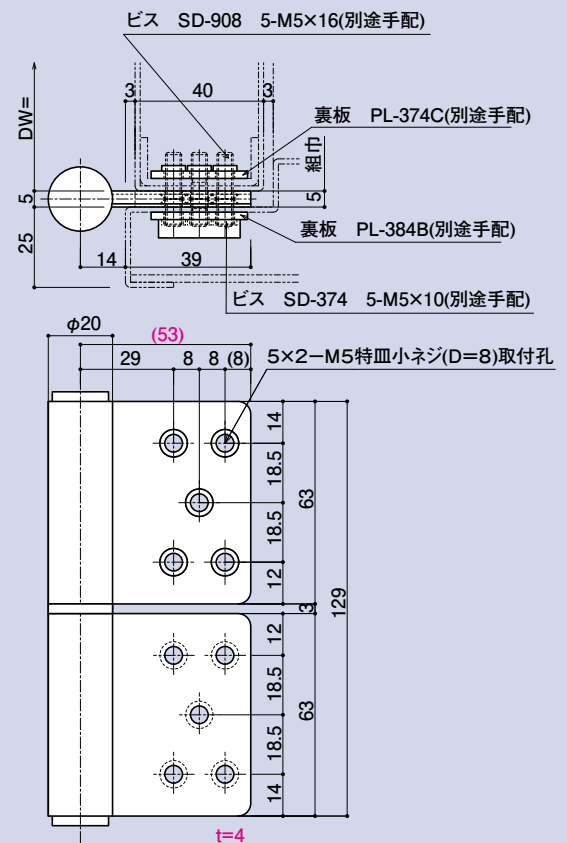 ビス SD-908 5-M5×16(別途手配)
3 40 3
裏板 PL-374C(別途手配)
DW=
組巾
5 5
裏板 PL-384B(別途手配)
25
14 39
ビス SD-374 5-M5×10(別途手配)
φ20 (53)
29 8 8 (8)
5×2-M5特皿小ネジ(D=8)取付孔
14
18.5
63
18.5
12
3
129
12
18.5
63
18.5
14
t=4